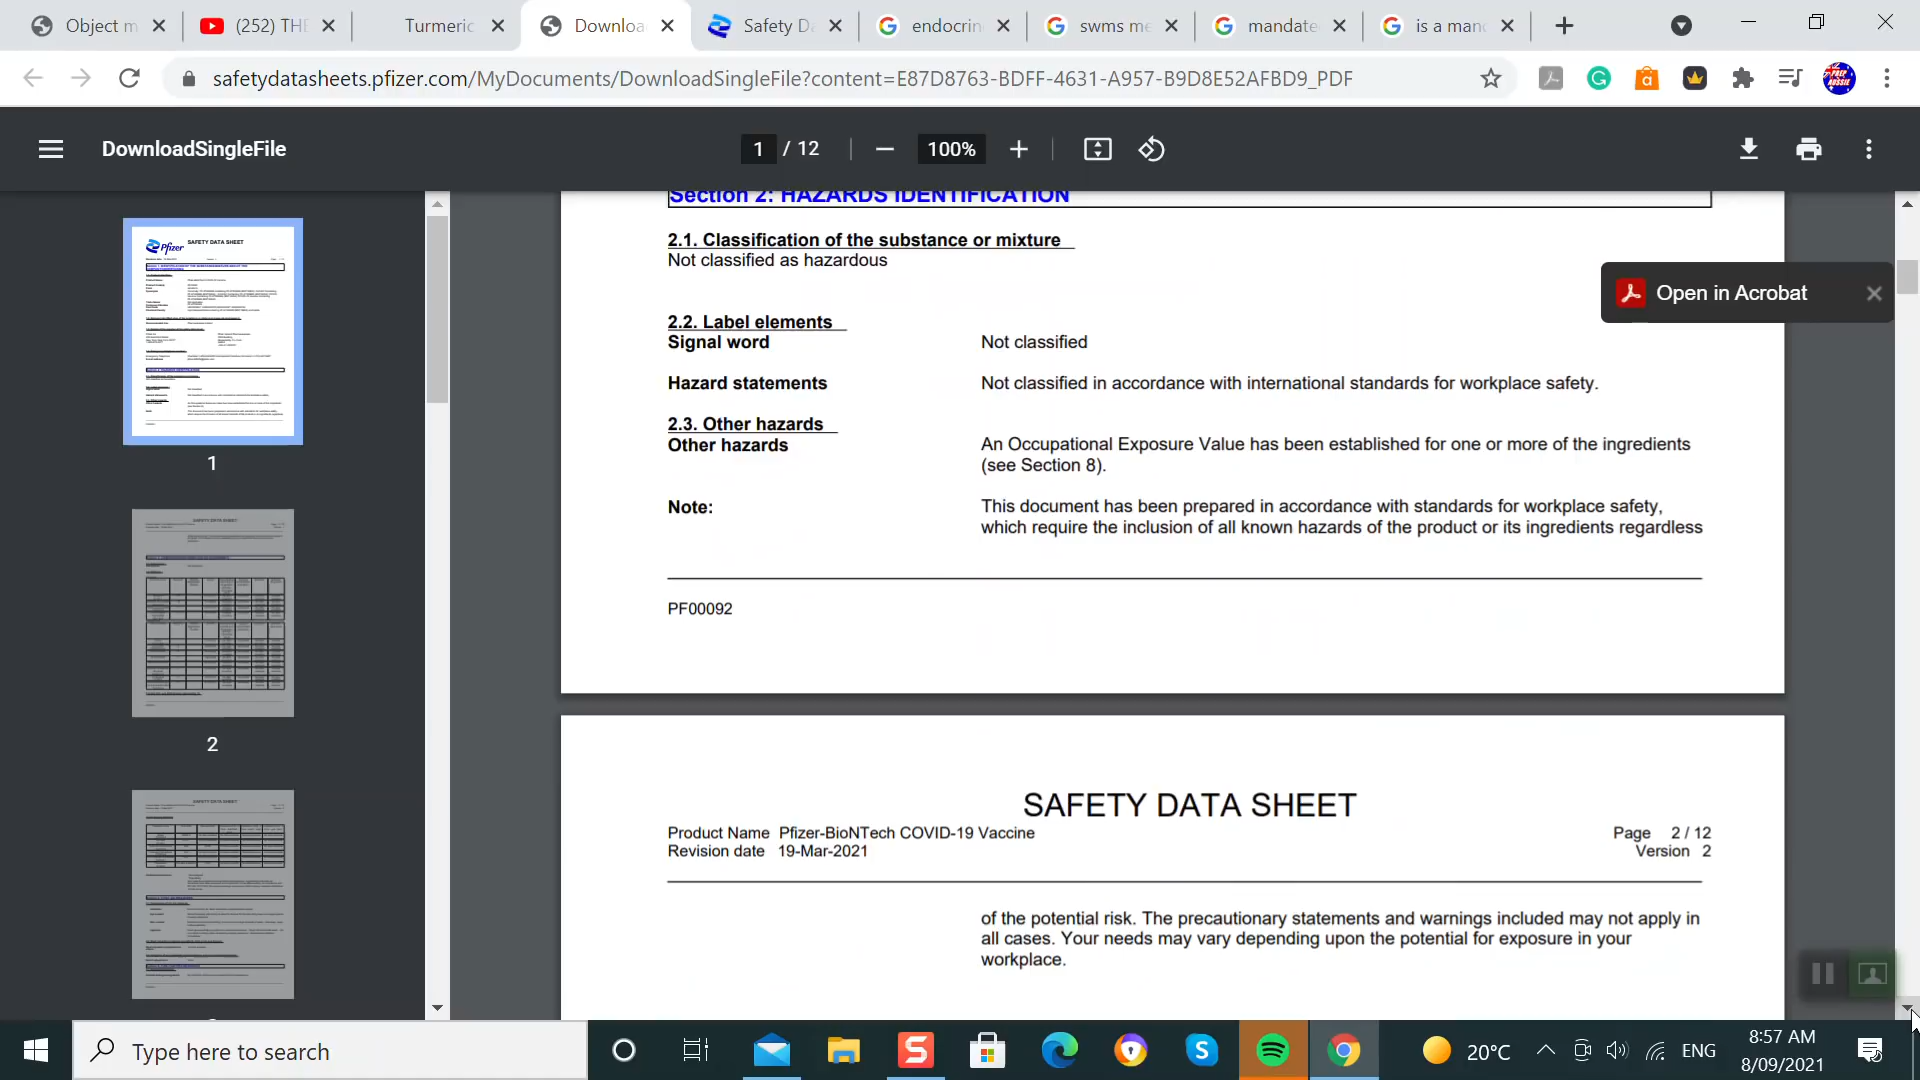 Object m
(252) THE
Turmeric
Downloa
Safety Da
endocrin
swms me
mandate
is a mand
safetydatasheets.pfizer.com/MyDocuments/DownloadSingleFile?content=E87D8763-BDFF-4631-A957-B9D8E52AFBD9_PDF
DownloadSingleFile
1 / 12
100%
Section 2: HAZARDS IDENTIFICATION
2.1. Classification of the substance or mixture
Not classified as hazardous
Open in Acrobat
2.2. Label elements
Signal word Not classified
Hazard statements Not classified in accordance with international standards for workplace safety.
2.3. Other hazards
Other hazards An Occupational Exposure Value has been established for one or more of the ingredients
(see Section 8).
Note: This document has been prepared in accordance with standards for workplace safety,
which require the inclusion of all known hazards of the product or its ingredients regardless
PF00092
SAFETY DATA SHEET
Product Name Pfizer-BioNTech COVID-19 Vaccine Page 2 / 12
Revision date 19-Mar-2021 Version 2
of the potential risk. The precautionary statements and warnings included may not apply in
all cases. Your needs may vary depending upon the potential for exposure in your
workplace.
Pfizer
SAFETY DATA SHEET
1
2
Type here to search
20°C
ENG
8:57 AM
8/09/2021